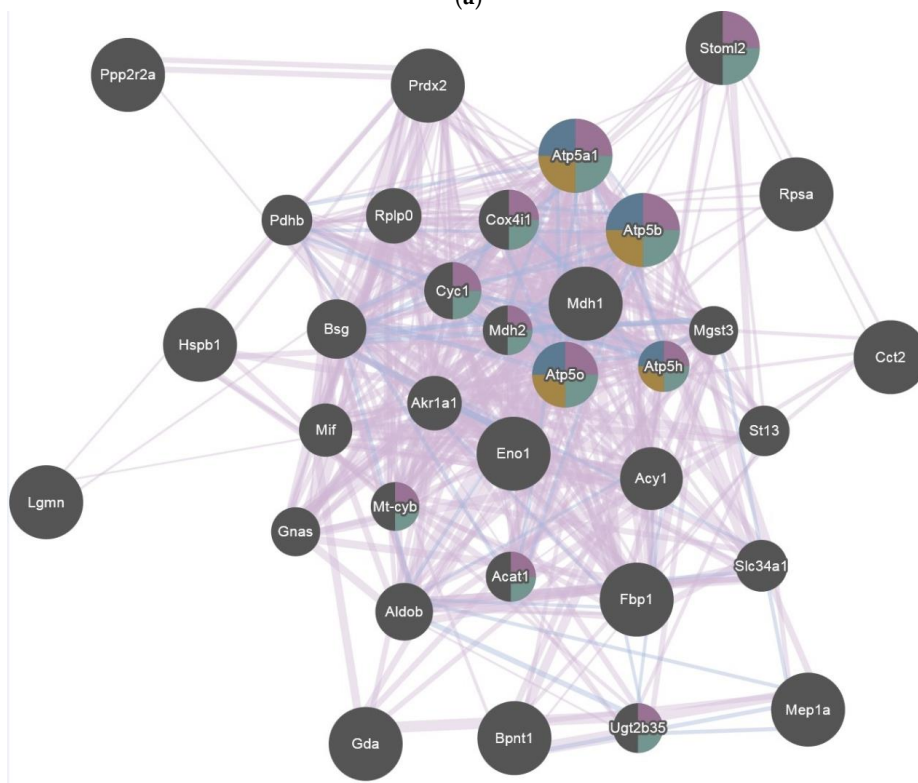 (a)
Stoml2
Ppp2r2a
Prdx2
Atp5a1
Rpsa
Pdhb
Rplp0
Cox4i1
Atp5b
Cyc1
Mdh1
Bsg
Mdh2
Mgst3
Hspb1
Cct2
Atp5o
Atp5h
Akr1a1
Mif
St13
Eno1
Acy1
Lgmn
Mt-cyb
Gnas
Slc34a1
Acat1
Fbp1
Aldob
Mep1a
Ugt2b35
Bpnt1
Gda